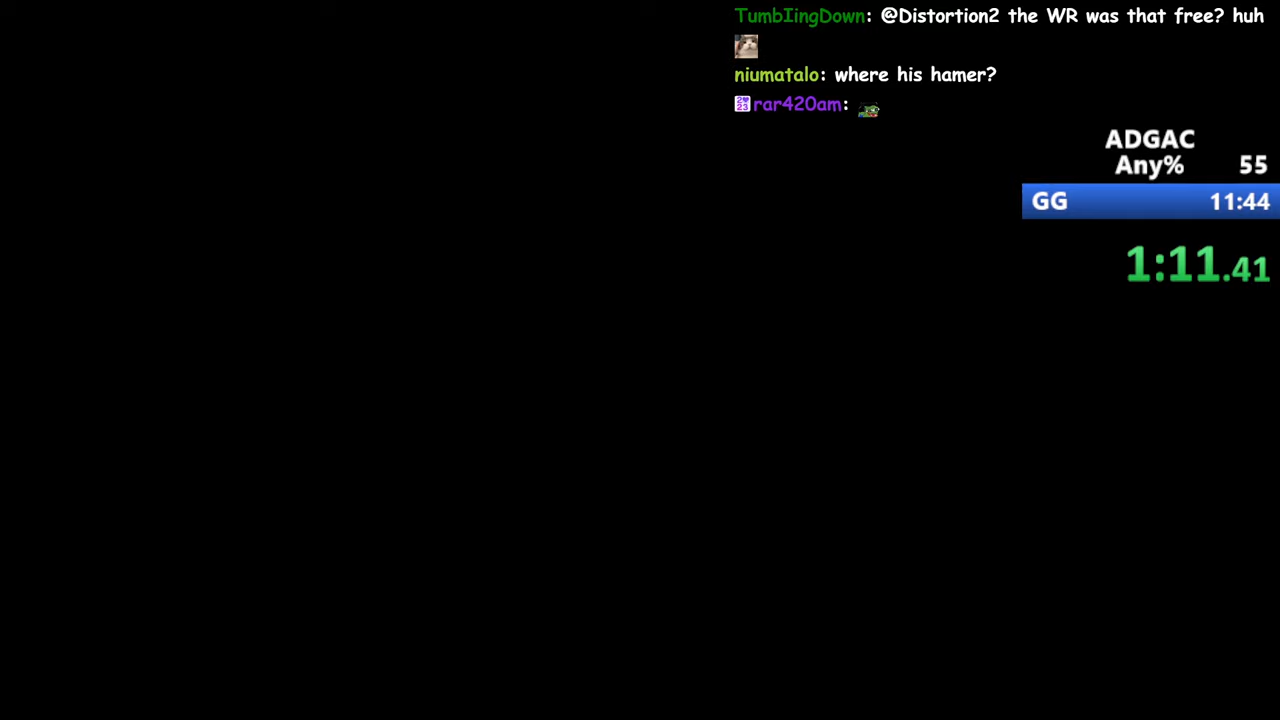 TumbIingDown: @Distortion2 the WR was that free? huh
niumatalo: where his hamer?
rar420am:
ADGAC
Any% 55
GG 11:44
1:11.41